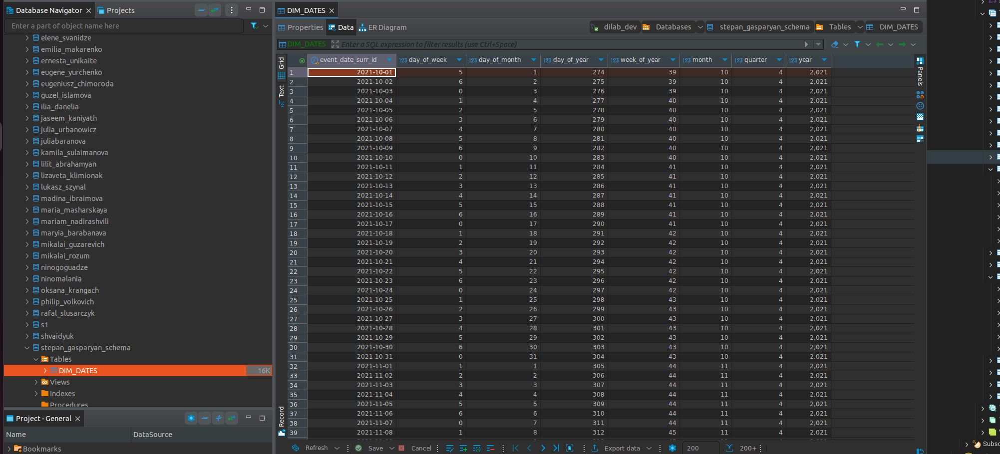 Database Navigator Projects
Enter a part of object name here
elene_svanidze
emilia_makarenko
ernesta_unikaite
eugene_yurchenko
eugeniusz_chimoroda
guzel_islamova
ilia_danelia
jaseem_kaniyath
julia_urbanowicz
juliabaranova
kamila_sulaimanova
lilit_abrahamyan
lizaveta_klimionak
lukasz_szynal
madina_ibraimova
maria_masharskaya
mariam_nadirashvili
maryia_barabanava
mikalai_guzarevich
mikalai_rozum
ninogoguadze
ninomalania
oksana_krangach
philip_volkovich
rafal_slusarczyk
s1
shvaidyuk
stepan_gasparyan_schema
Tables
DIM_DATES 16K
Views
Indexes
Procedures
Project - General
Name DataSource
Bookmarks
DIM_DATES
Properties Data ER Diagram dilab_dev Databases stepan_gasparyan_schema Tables DIM_DATES
DIM_DATES Enter a SQL expression to filter results (use Ctrl+Space)
Grid
Text
Record
event_date_surr_id 123 day_of_week 123 day_of_month 123 day_of_year 123 week_of_year 123 month 123 quarter 123 year
1 2021-10-01 5 1 274 39 10 4 2,021
2 2021-10-02 6 2 275 39 10 4 2,021
3 2021-10-03 0 3 276 39 10 4 2,021
4 2021-10-04 1 4 277 40 10 4 2,021
5 2021-10-05 2 5 278 40 10 4 2,021
6 2021-10-06 3 6 279 40 10 4 2,021
7 2021-10-07 4 7 280 40 10 4 2,021
8 2021-10-08 5 8 281 40 10 4 2,021
9 2021-10-09 6 9 282 40 10 4 2,021
10 2021-10-10 0 10 283 40 10 4 2,021
11 2021-10-11 1 11 284 41 10 4 2,021
12 2021-10-12 2 12 285 41 10 4 2,021
13 2021-10-13 3 13 286 41 10 4 2,021
14 2021-10-14 4 14 287 41 10 4 2,021
15 2021-10-15 5 15 288 41 10 4 2,021
16 2021-10-16 6 16 289 41 10 4 2,021
17 2021-10-17 0 17 290 41 10 4 2,021
18 2021-10-18 1 18 291 42 10 4 2,021
19 2021-10-19 2 19 292 42 10 4 2,021
20 2021-10-20 3 20 293 42 10 4 2,021
21 2021-10-21 4 21 294 42 10 4 2,021
22 2021-10-22 5 22 295 42 10 4 2,021
23 2021-10-23 6 23 296 42 10 4 2,021
24 2021-10-24 0 24 297 42 10 4 2,021
25 2021-10-25 1 25 298 43 10 4 2,021
26 2021-10-26 2 26 299 43 10 4 2,021
27 2021-10-27 3 27 300 43 10 4 2,021
28 2021-10-28 4 28 301 43 10 4 2,021
29 2021-10-29 5 29 302 43 10 4 2,021
30 2021-10-30 6 30 303 43 10 4 2,021
31 2021-10-31 0 31 304 43 10 4 2,021
32 2021-11-01 1 1 305 44 11 4 2,021
33 2021-11-02 2 2 306 44 11 4 2,021
34 2021-11-03 3 3 307 44 11 4 2,021
35 2021-11-04 4 4 308 44 11 4 2,021
36 2021-11-05 5 5 309 44 11 4 2,021
37 2021-11-06 6 6 310 44 11 4 2,021
38 2021-11-07 0 7 311 44 11 4 2,021
39 2021-11-08 1 8 312 45 11 4 2,021
Panels
Refresh Save Cancel Export data 200 200+
Subsc